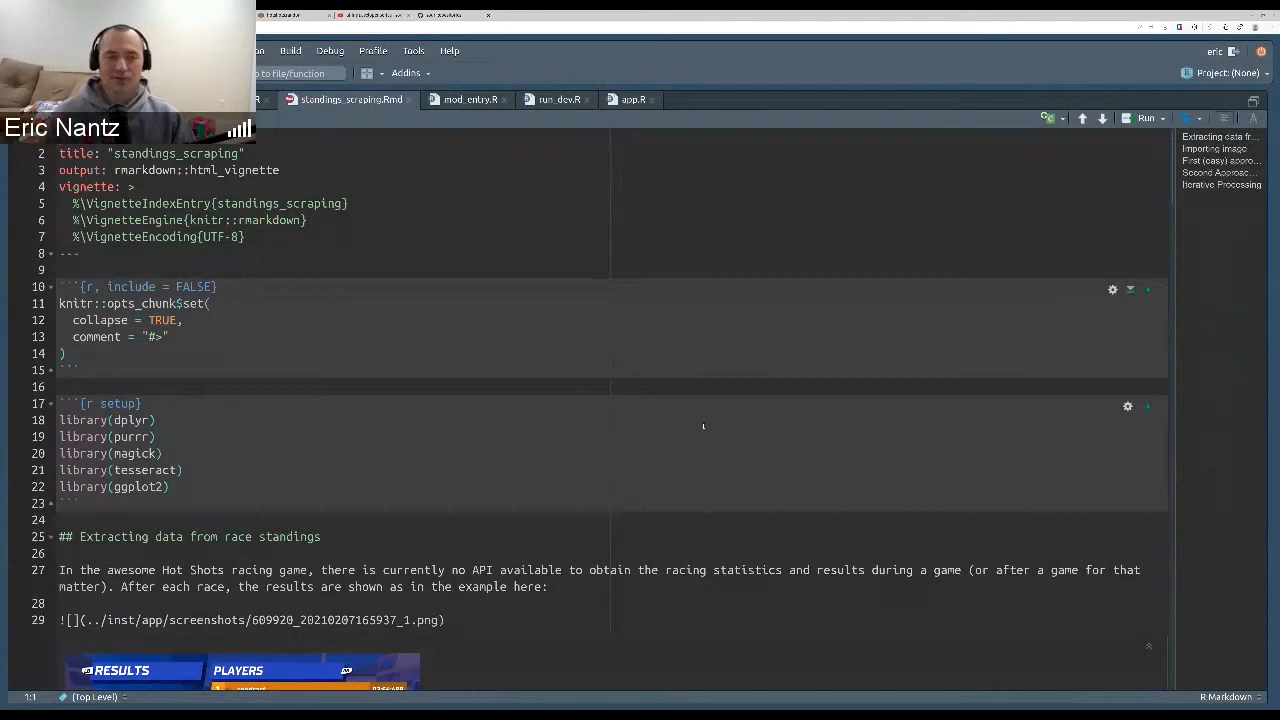 Build Debug Profile Tools Help
eric
to file/function
Addins
Project: (None)
standings_scraping.Rmd
mod_entry.R
run_dev.R
app.R
Run
Eric Nantz
2 title: "standings_scraping"
3 output: rmarkdown::html_vignette
4 vignette: >
5 %\VignetteIndexEntry{standings_scraping}
6 %\VignetteEngine{knitr::rmarkdown}
7 %\VignetteEncoding{UTF-8}
8 ---
9
10 ```{r, include = FALSE}
11 knitr::opts_chunk$set(
12 collapse = TRUE,
13 comment = "#>"
14 )
15 ```
16
17 ```{r setup}
18 library(dplyr)
19 library(purrr)
20 library(magick)
21 library(tesseract)
22 library(ggplot2)
23 ```
24
25 ## Extracting data from race standings
26
27 In the awesome Hot Shots racing game, there is currently no API available to obtain the racing statistics and results during a game (or after a game for that
matter). After each race, the results are shown as in the example here:
28
29 ![](../inst/app/screenshots/609920_20210207165937_1.png)
RESULTS PLAYERS
Extracting data from fr...
Importing image
First (easy) appro...
Second Approac...
Iterative Processing
1:1 (Top Level) R Markdown